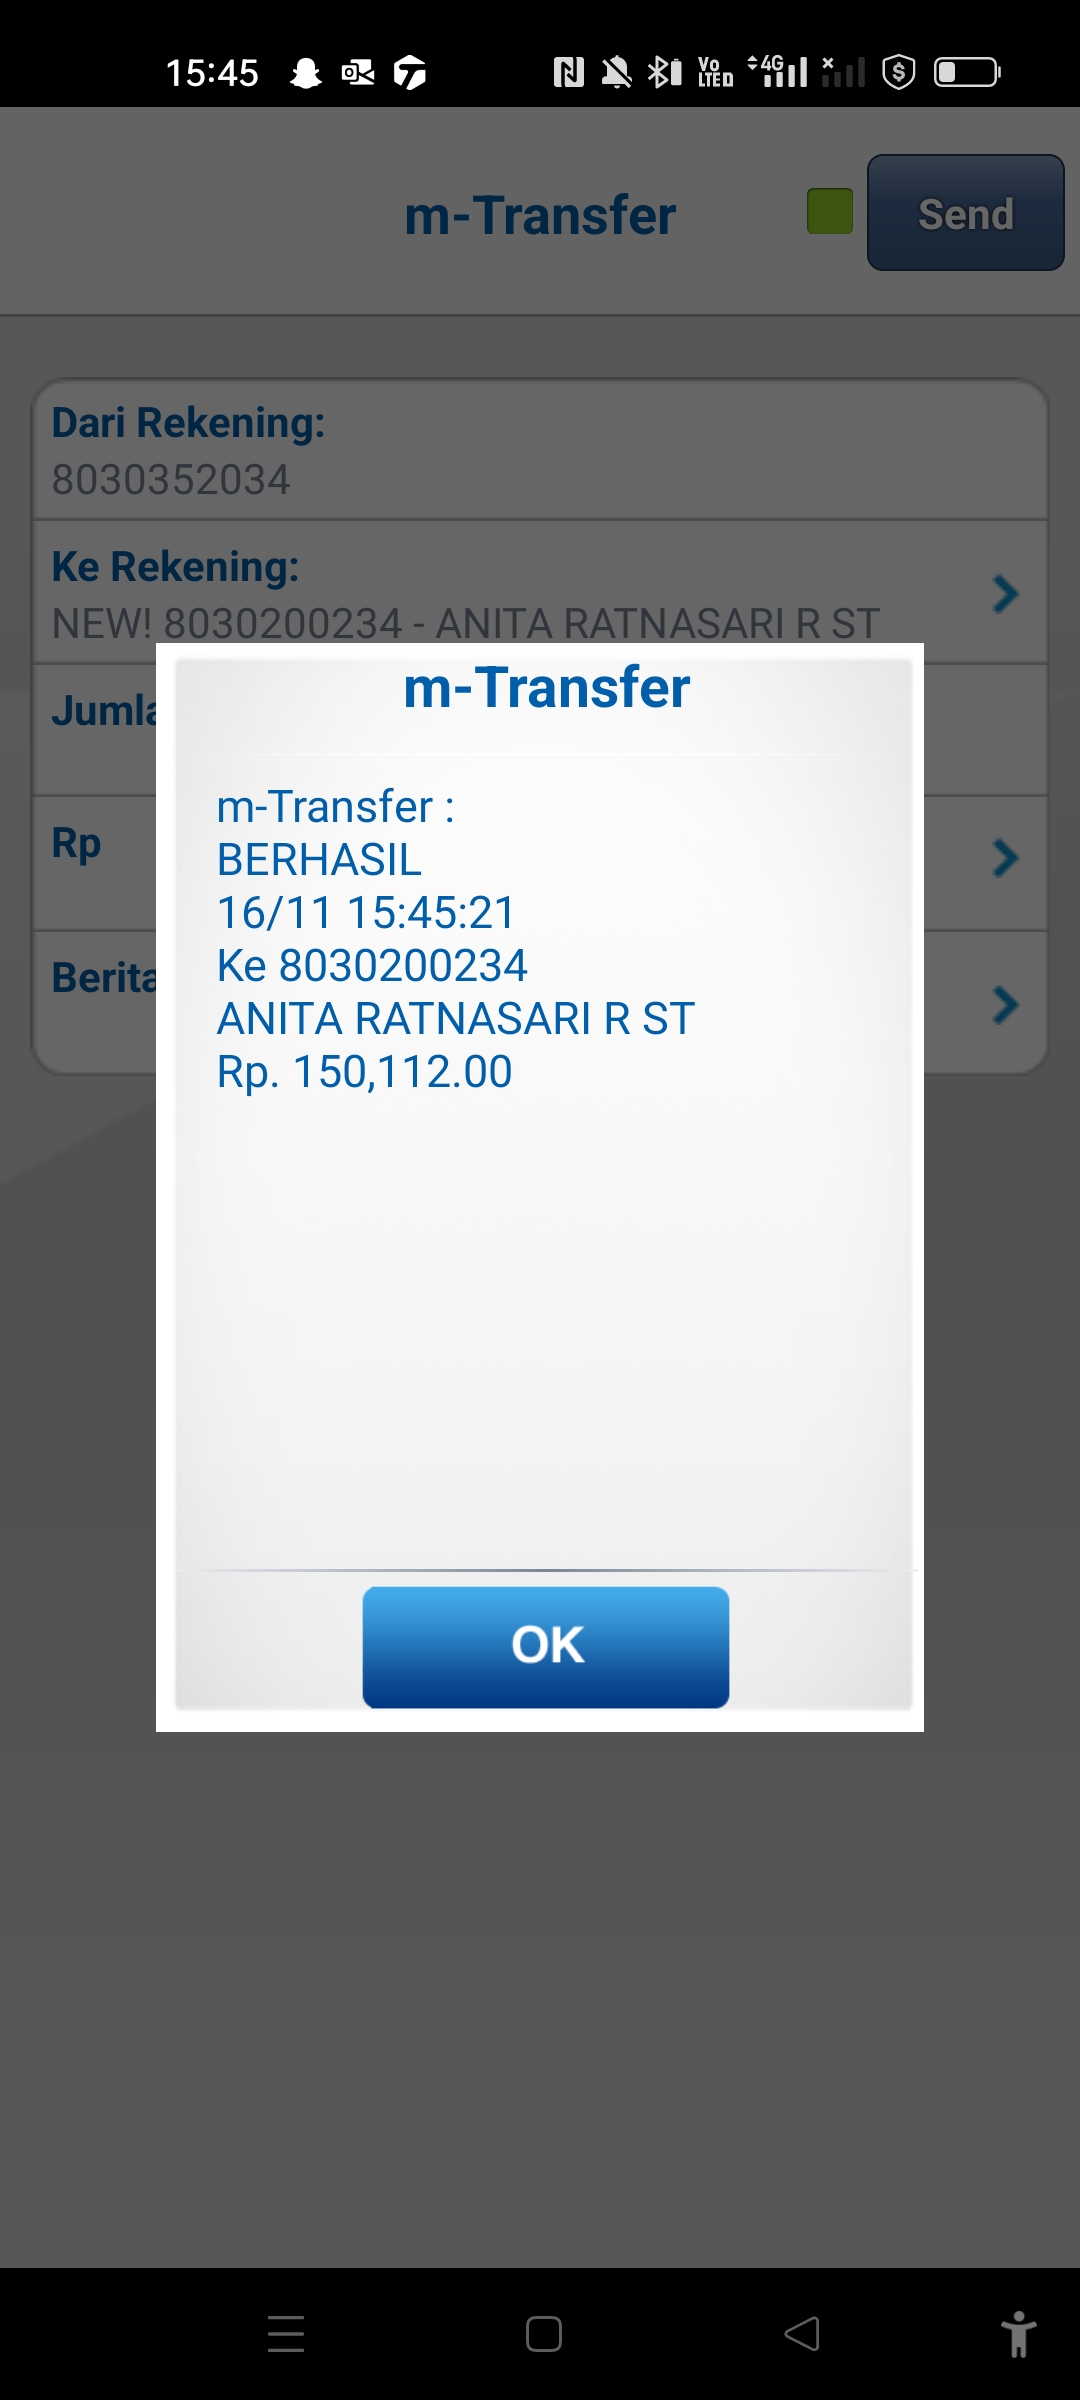 15:45
Vo
LTE D
4G
m-Transfer
Send
Dari Rekening:
8030352034
Ke Rekening:
NEW! 8030200234 - ANITA RATNASARI R ST
Jumla
Rp
Berita
m-Transfer
m-Transfer :
BERHASIL
16/11 15:45:21
Ke 8030200234
ANITA RATNASARI R ST
Rp. 150,112.00
OK